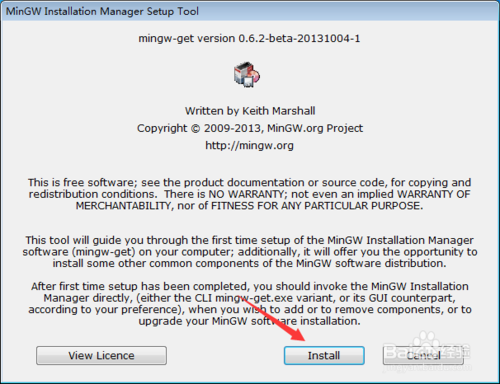 MinGW Installation Manager Setup Tool
mingw-get version 0.6.2-beta-20131004-1
Written by Keith Marshall
Copyright © 2009-2013, MinGW.org Project
http://mingw.org
This is free software; see the product documentation or source code, for copying and
redistribution conditions.  There is NO WARRANTY; not even an implied WARRANTY OF
MERCHANTABILITY, nor of FITNESS FOR ANY PARTICULAR PURPOSE.
This tool will guide you through the first time setup of the MinGW Installation Manager
software (mingw-get) on your computer; additionally, it will offer you the opportunity to
install some other common components of the MinGW software distribution.
After first time setup has been completed, you should invoke the MinGW Installation
Manager directly, (either the CLI mingw-get.exe variant, or its GUI counterpart,
according to your preference), when you wish to add or to remove components, or to
upgrade your MinGW software installation.
View Licence
Install
Cancel